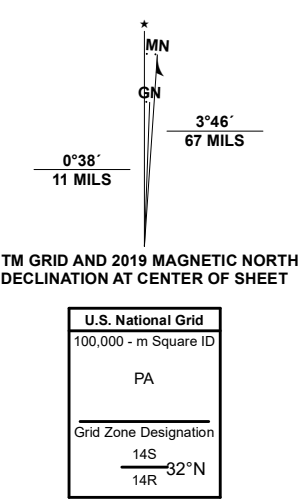 ★
MN
GN
3°46´
67 MILS
0°38´
11 MILS
TM GRID AND 2019 MAGNETIC NORTH
DECLINATION AT CENTER OF SHEET
U.S. National Grid
100,000 - m Square ID
PA
Grid Zone Designation
14S
32°N
14R